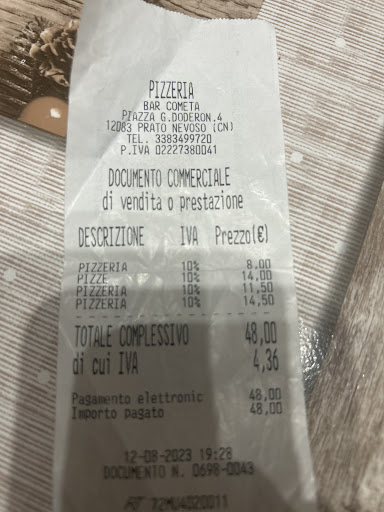 PIZZERIA
BAR COMETA
PIAZZA G.DODERON,4
12083 PRATO NEVOSO (CN)
TEL. 3383499720
P.IVA 02227380041
DOCUMENTO COMMERCIALE
di vendita o prestazione
DESCRIZIONE IVA Prezzo(€)
PIZZERIA 10% 8,00
PIZZE 10% 14,00
PIZZERIA 10% 11,50
PIZZERIA 10% 14,50
TOTALE COMPLESSIVO 48,00
di cui IVA 4,36
Pagamento elettronic 48,00
Importo pagato 48,00
12-08-2023 19:28
DOCUMENTO N. 0698-0043
RT 72MU4020011